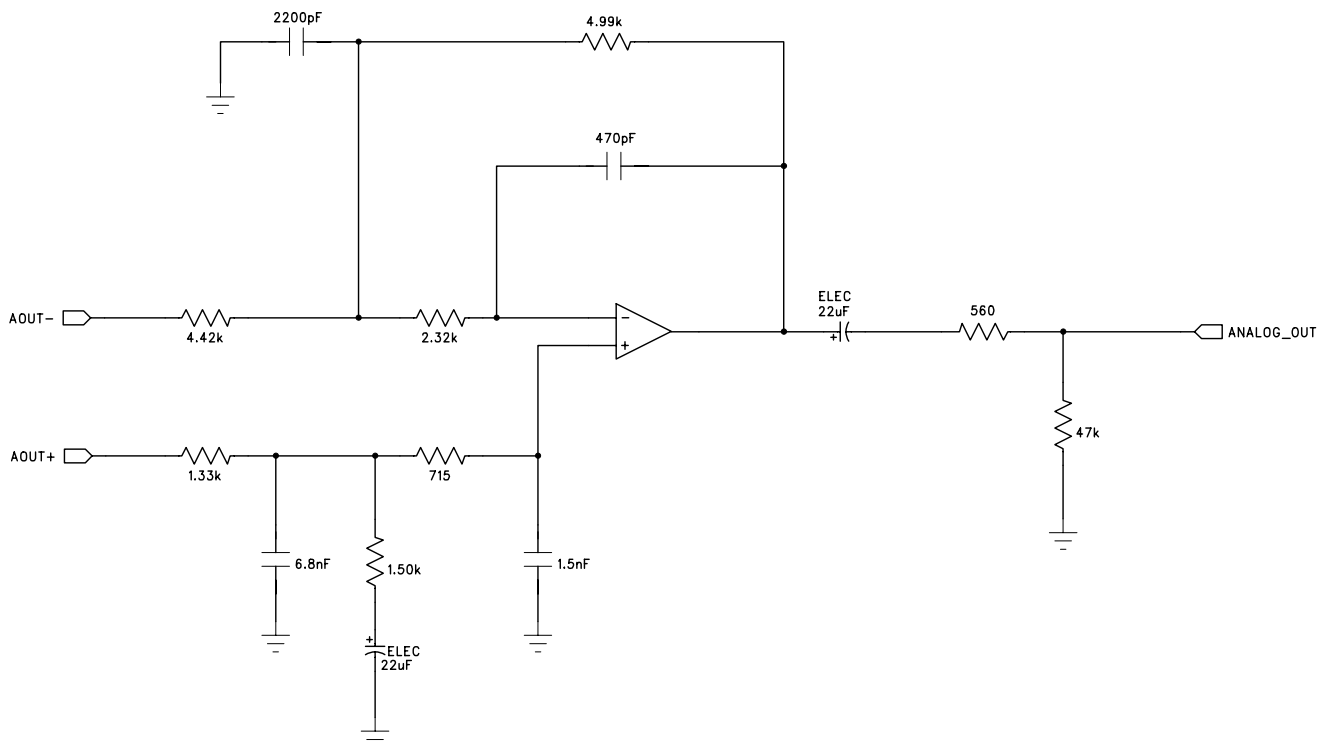 2200pF
4.99k
470pF
ELEC
22uF
+
560
AOUT-
4.42k
2.32k
-
+
ANALOG_OUT
47k
AOUT+
1.33k
715
6.8nF
1.50k
1.5nF
+
ELEC
22uF